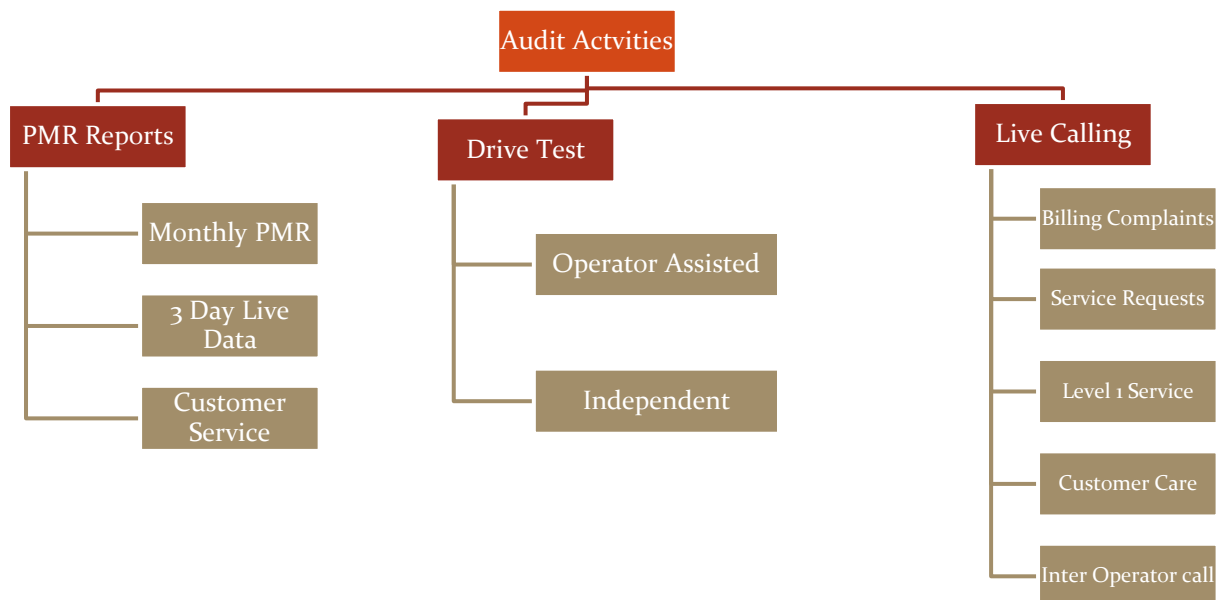 Audit Actvities
PMR Reports
Monthly PMR
3 Day Live
Data
Customer
Service
Drive Test
Operator Assisted
Independent
Live Calling
Billing Complaints
Service Requests
Level 1 Service
Customer Care
Inter Operator call